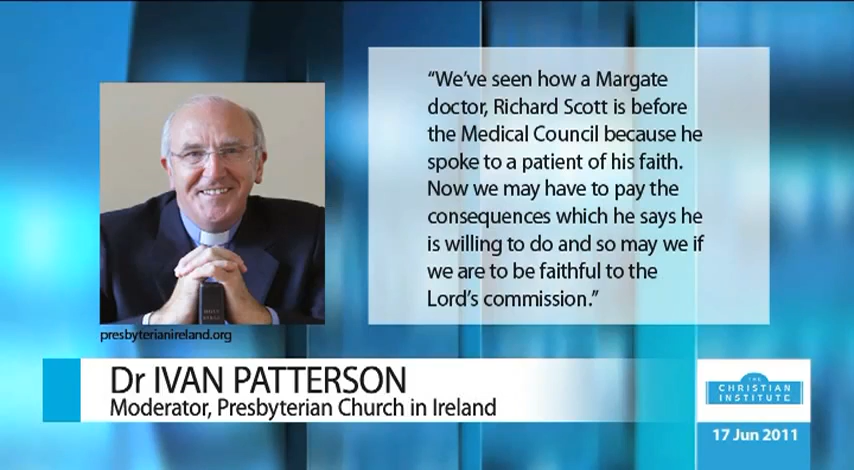 “We’ve seen how a Margate
doctor, Richard Scott is before
the Medical Council because he
spoke to a patient of his faith.
Now we may have to pay the
consequences which he says he
is willing to do and so may we if
we are to be faithful to the
Lord’s commission.”
HOLY
BIBLE
presbyterianireland.org
Dr IVAN PATTERSON
Moderator, Presbyterian Church in Ireland
THE
CHRISTIAN
INSTITUTE
17 Jun 2011